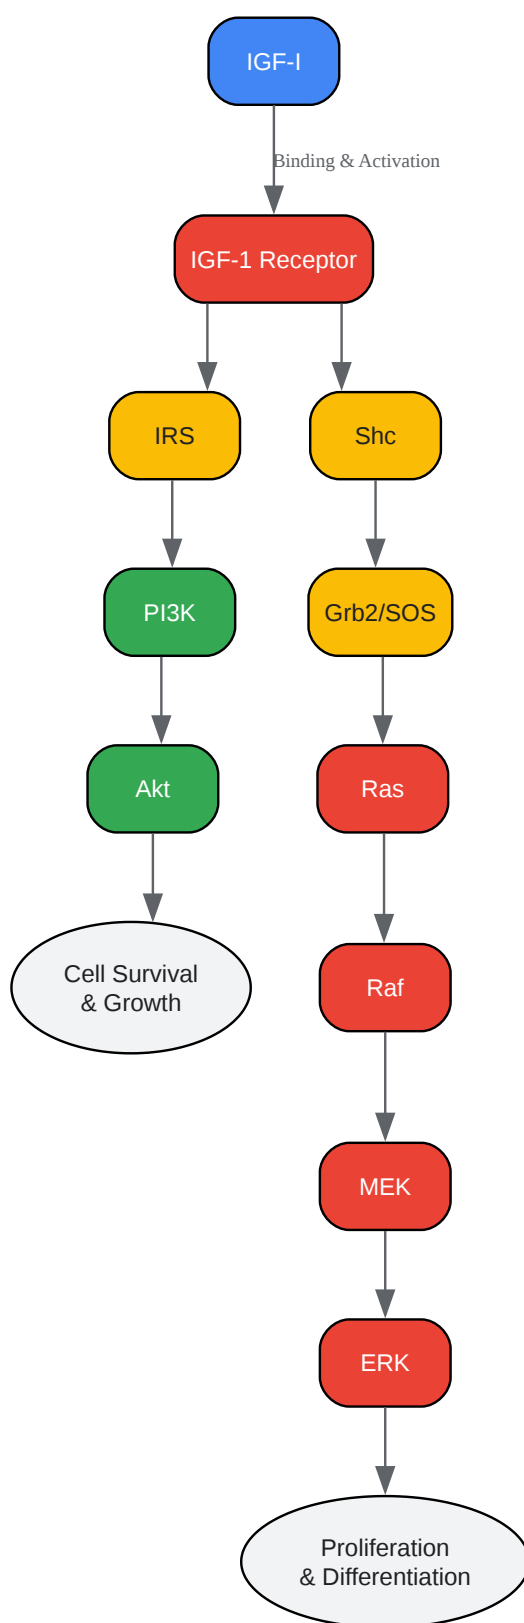 IGF-I
Binding & Activation
IGF-1 Receptor
IRS
Shc
PI3K
Grb2/SOS
Akt
Ras
Cell Survival
& Growth
Raf
MEK
ERK
Proliferation
& Differentiation